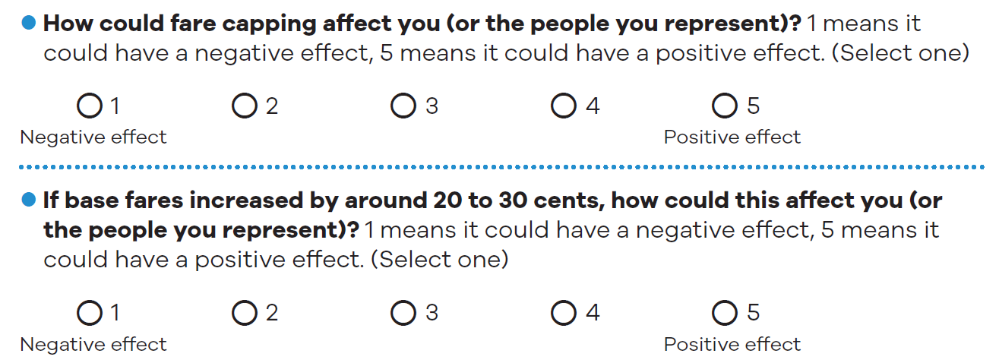 How could fare capping affect you (or the people you represent)? 1 means it
could have a negative effect, 5 means it could have a positive effect. (Select one)
1 2 3 4 5
Negative effect Positive effect
If base fares increased by around 20 to 30 cents, how could this affect you (or
the people you represent)? 1 means it could have a negative effect, 5 means it
could have a positive effect. (Select one)
1 2 3 4 5
Negative effect Positive effect